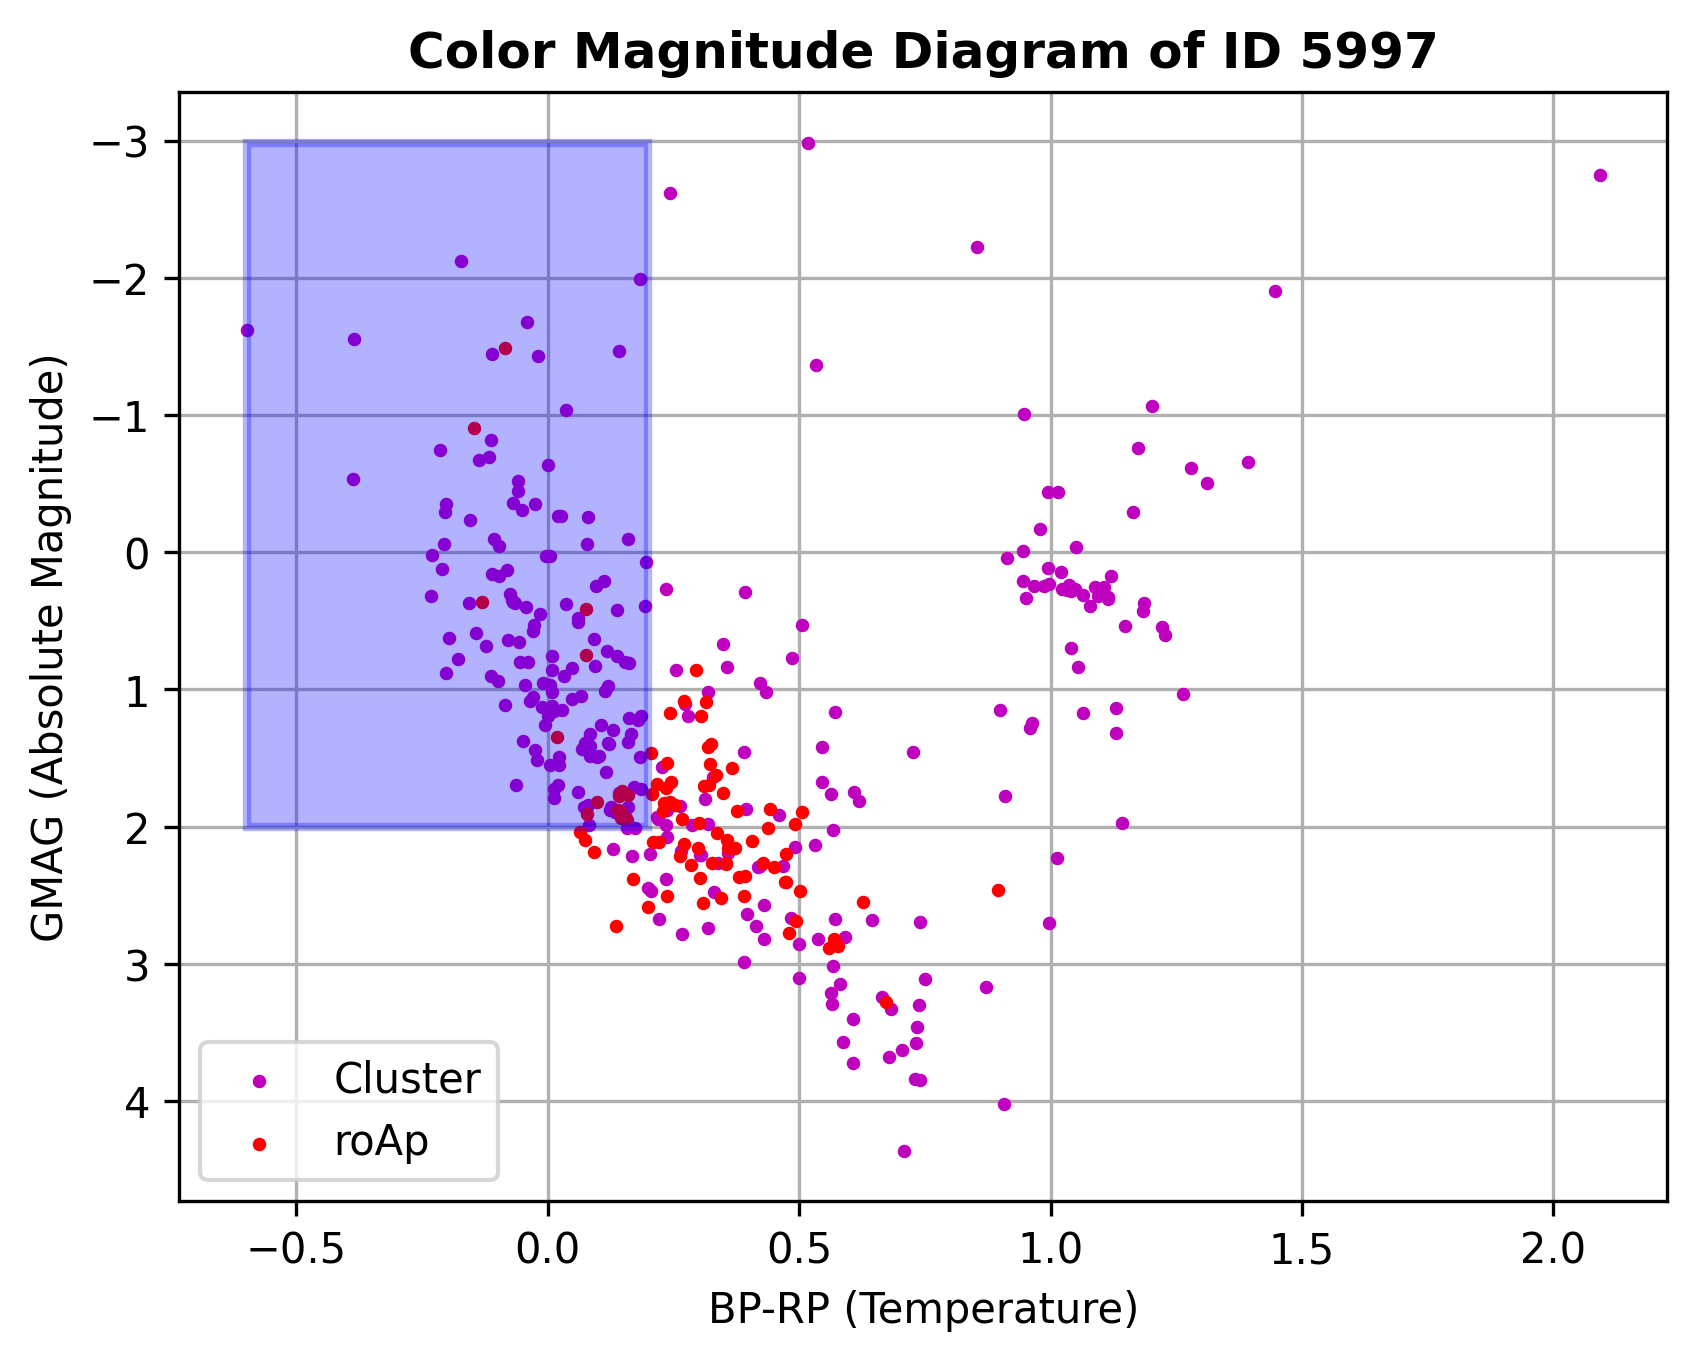 Color Magnitude Diagram of ID 5997
GMAG (Absolute Magnitude)
−3
−2
−1
0
1
2
3
4
Cluster
roAp
−0.5 0.0 0.5 1.0 1.5 2.0
BP-RP (Temperature)